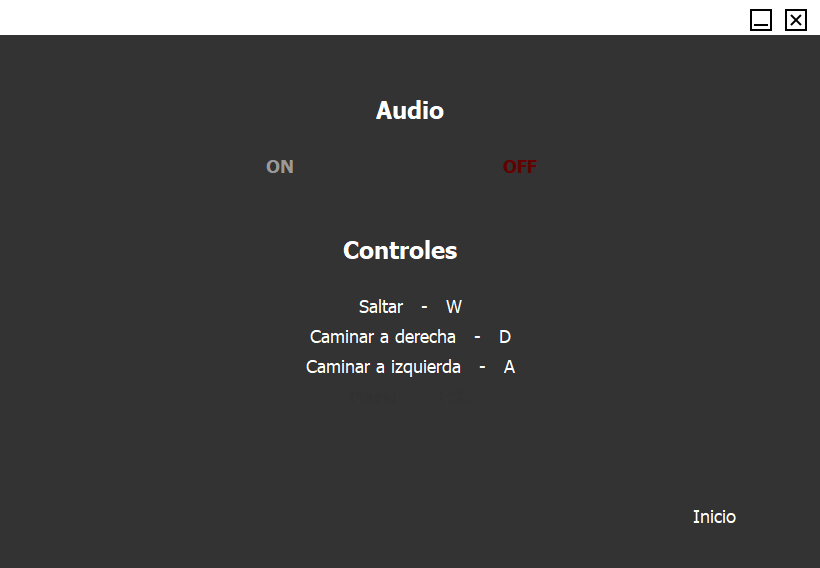 Audio
ON OFF
Controles
Saltar - W
Caminar a derecha - D
Caminar a izquierda - A
Inicio